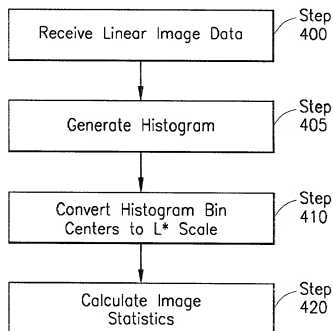 Receive Linear Image Data
Step
400
Generate Histogram
Step
405
Convert Histogram Bin
Centers to L* Scale
Step
410
Calculate Image
Statistics
Step
420